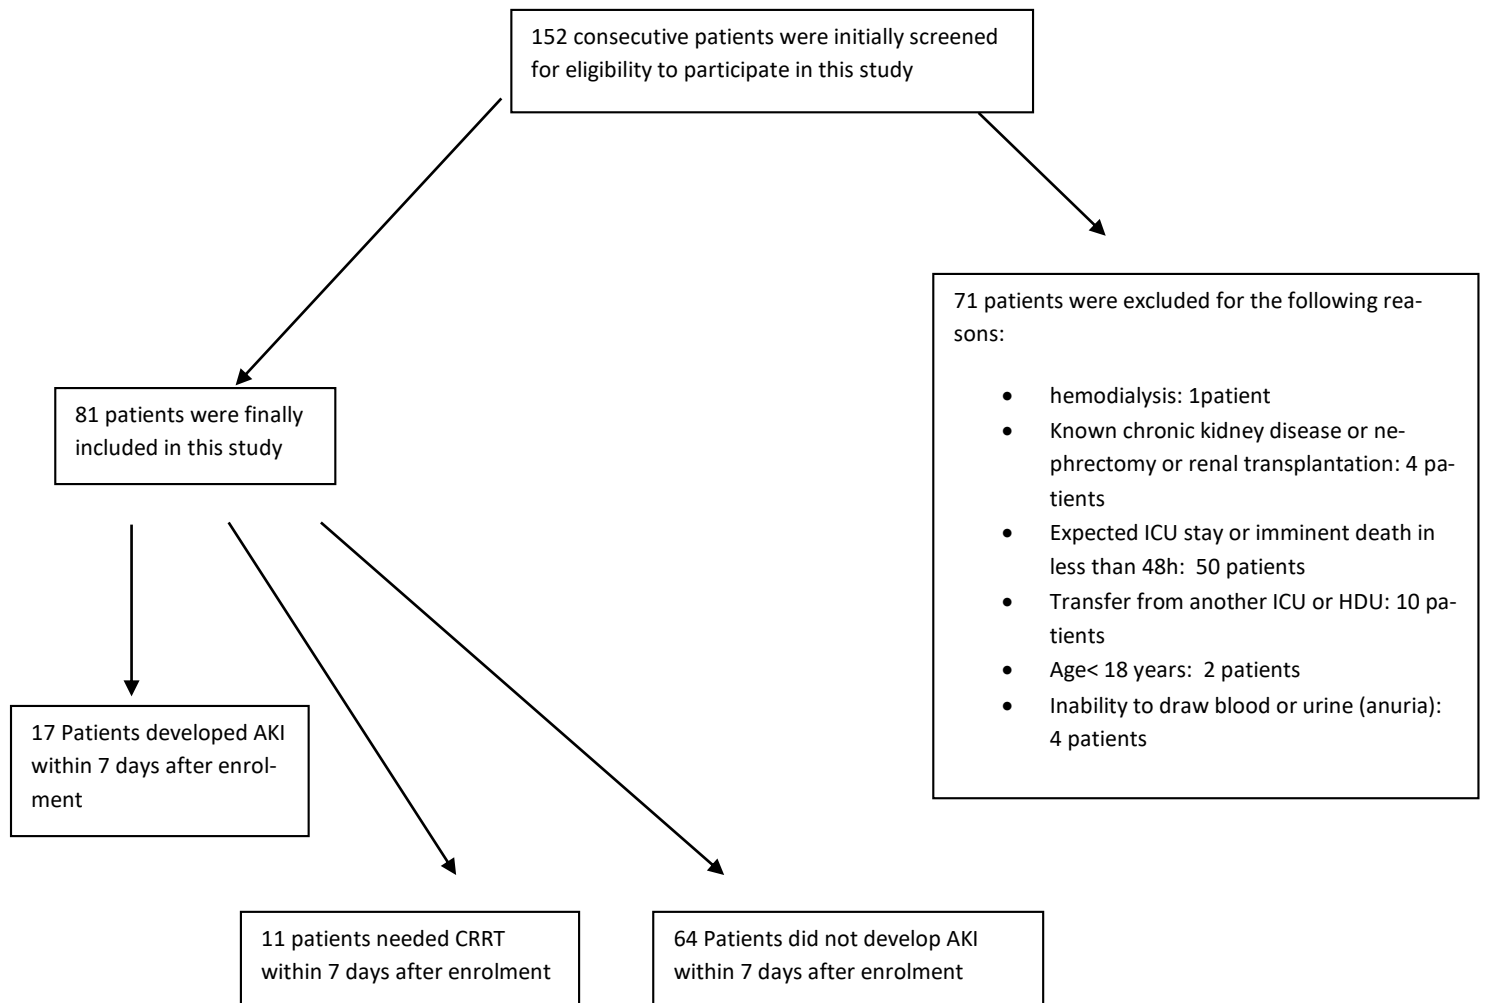 152 consecutive patients were initially screened
for eligibility to participate in this study
71 patients were excluded for the following rea-
sons:
• hemodialysis: 1patient
• Known chronic kidney disease or ne-
phrectomy or renal transplantation: 4 pa-
tients
• Expected ICU stay or imminent death in
less than 48h:  50 patients
• Transfer from another ICU or HDU: 10 pa-
tients
• Age< 18 years:  2 patients
• Inability to draw blood or urine (anuria):
4 patients
81 patients were finally
included in this study
17 Patients developed AKI
within 7 days after enrol-
ment
11 patients needed CRRT
within 7 days after enrolment
64 Patients did not develop AKI
within 7 days after enrolment